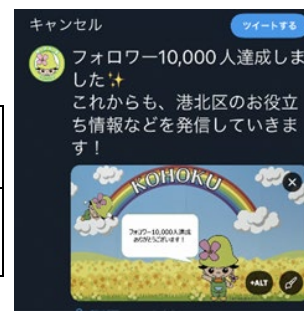 キャンセル
ツイートする
フォロワー10,000人達成しま
した✨
これからも、港北区のお役立
ち情報などを発信していきま
す！
KOHOKU
フォロワー10,000人達成
ありがとうございます！
+ALT